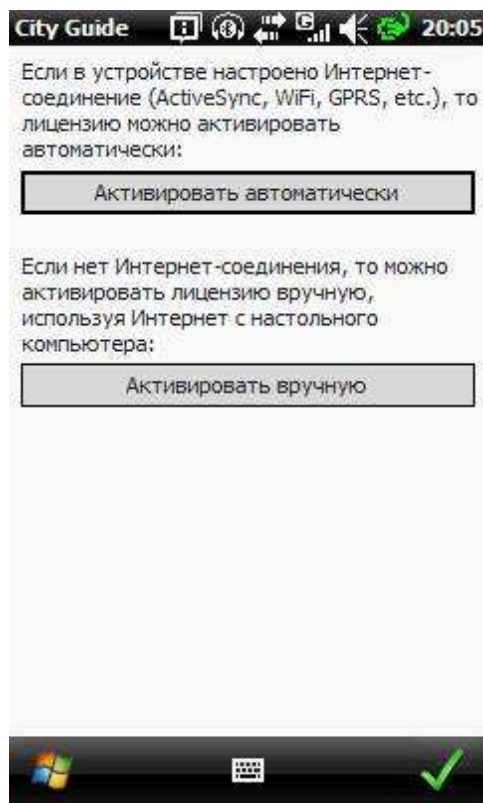 City Guide G 20:05
Если в устройстве настроено Интернет-
соединение (ActiveSync, WiFi, GPRS, etc.), то
лицензию можно активировать
автоматически:
Активировать автоматически
Если нет Интернет-соединения, то можно
активировать лицензию вручную,
используя Интернет с настольного
компьютера:
Активировать вручную